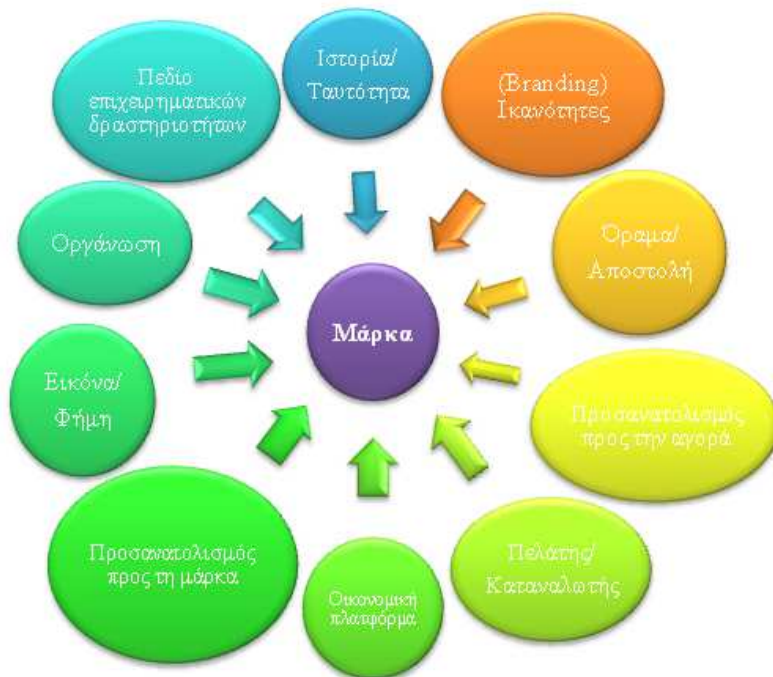 Πεδίο
επιχειρηματικών
δραστηριοτήτων
Ιστορία/
Ταυτότητα
(Branding)
Ικανότητες
Όραμα/
Αποστολή
Προσανατολισμός
προς την αγορά
Πελάτης/
Καταναλωτής
Οικονομική
πλατφόρμα
Προσανατολισμός
προς τη μάρκα
Εικόνα/
Φήμη
Οργάνωση
Μάρκα